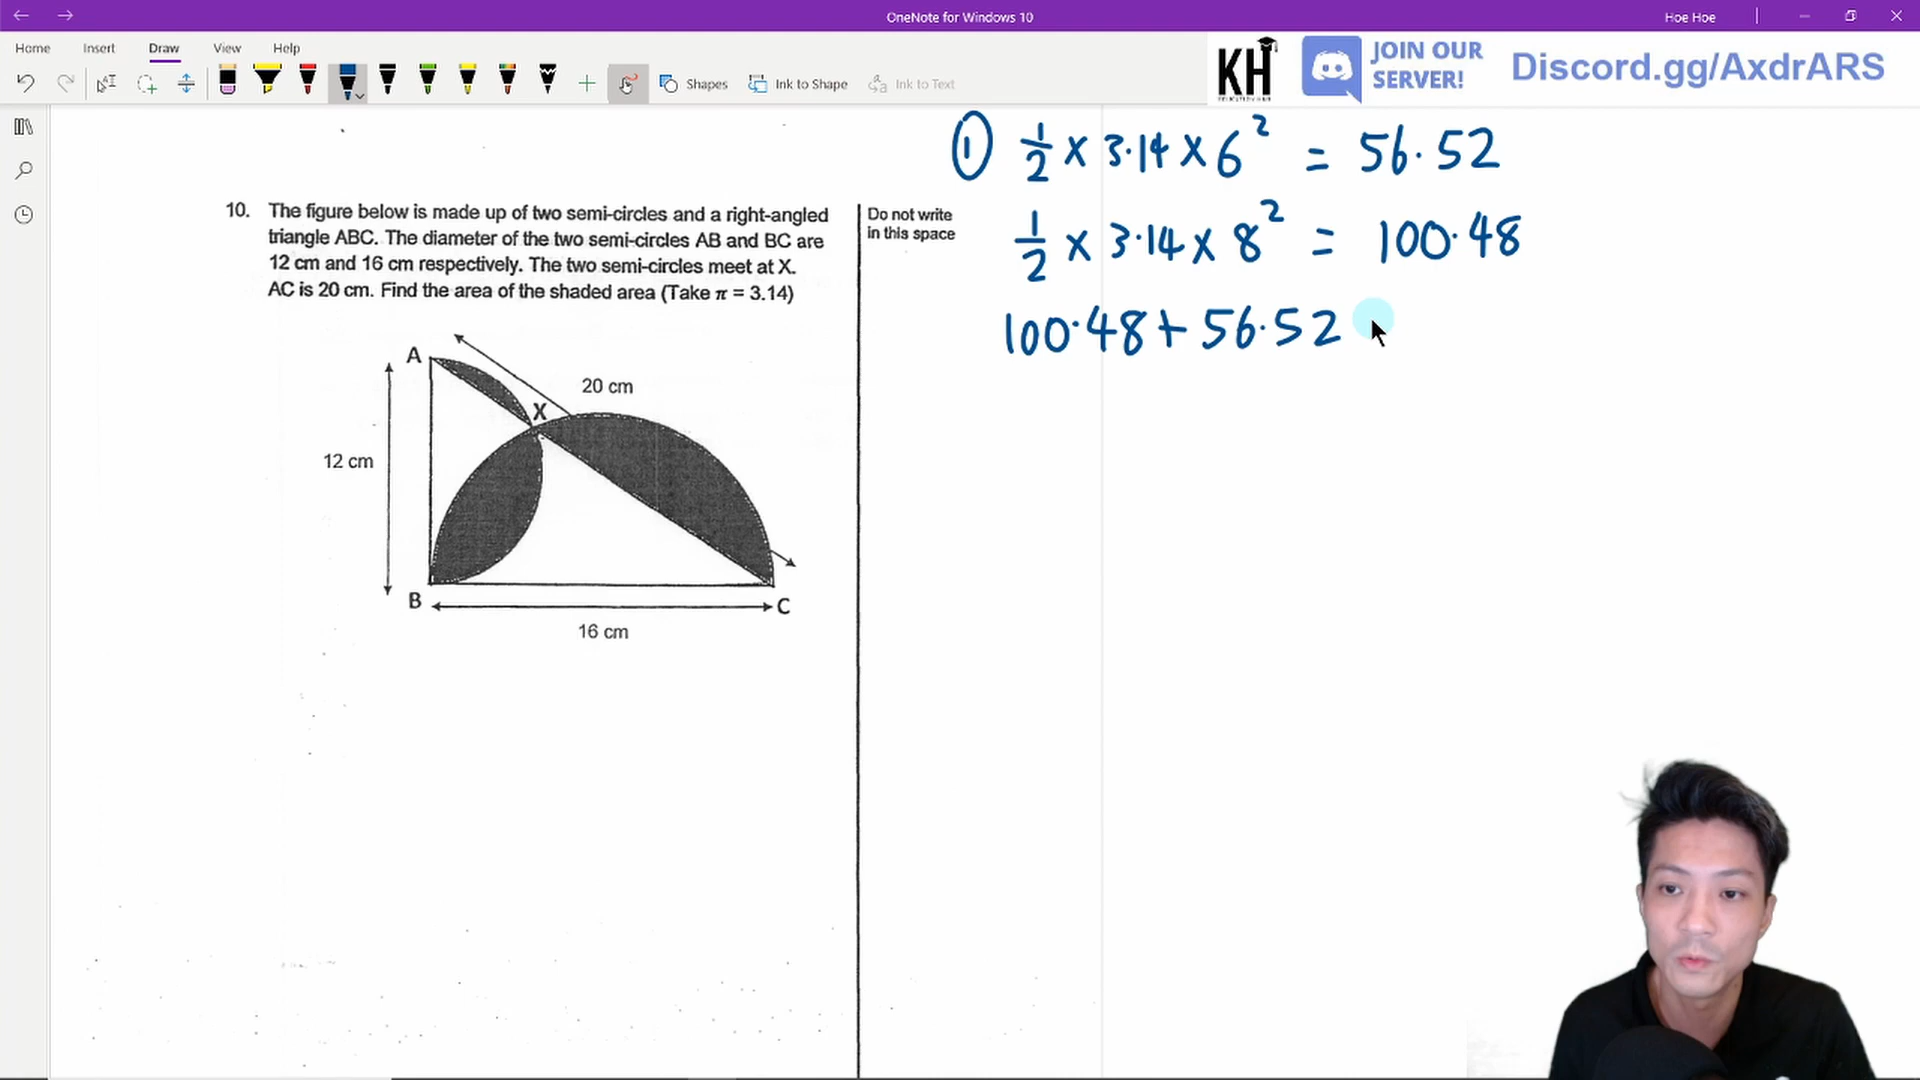 OneNote for Windows 10
Hoe Hoe
Home Insert Draw View Help
Shapes Ink to Shape Ink to Text
KH
JOIN OUR
SERVER!
Discord.gg/AxdrARS
10. The figure below is made up of two semi-circles and a right-angled
triangle ABC. The diameter of the two semi-circles AB and BC are
12 cm and 16 cm respectively. The two semi-circles meet at X.
AC is 20 cm. Find the area of the shaded area (Take π = 3.14)
Do not write
in this space
A
20 cm
X
12 cm
B
C
16 cm
① 1/2 × 3.14 × 6² = 56.52
1/2 × 3.14 × 8² = 100.48
100.48 + 56.52